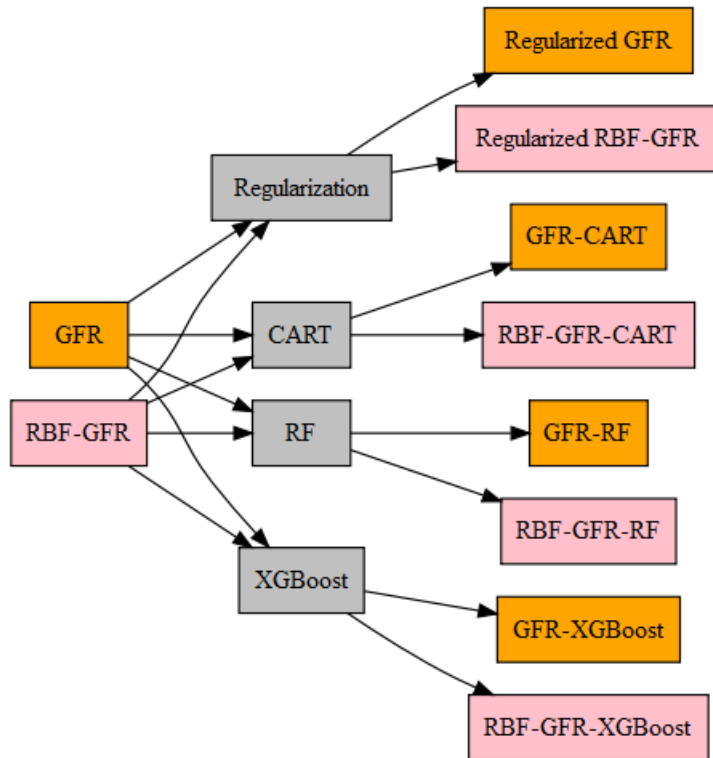 Regularized GFR
Regularized RBF-GFR
Regularization
GFR-CART
GFR
CART
RBF-GFR-CART
RBF-GFR
RF
GFR-RF
RBF-GFR-RF
XGBoost
GFR-XGBoost
RBF-GFR-XGBoost